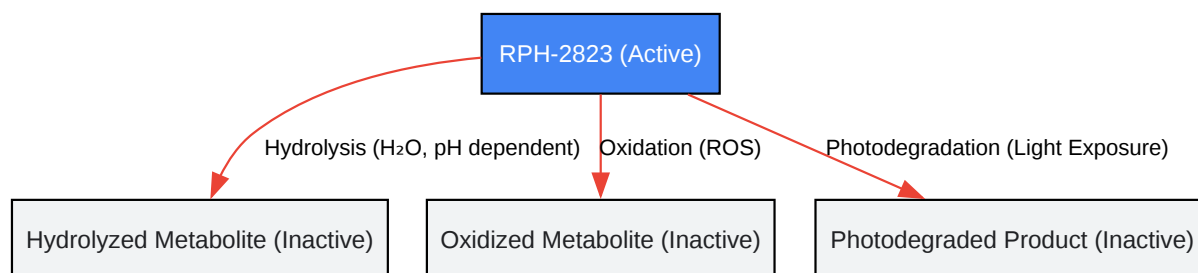 RPH-2823 (Active)
Hydrolysis (H₂O, pH dependent)
Oxidation (ROS)
Photodegradation (Light Exposure)
Hydrolyzed Metabolite (Inactive)
Oxidized Metabolite (Inactive)
Photodegraded Product (Inactive)